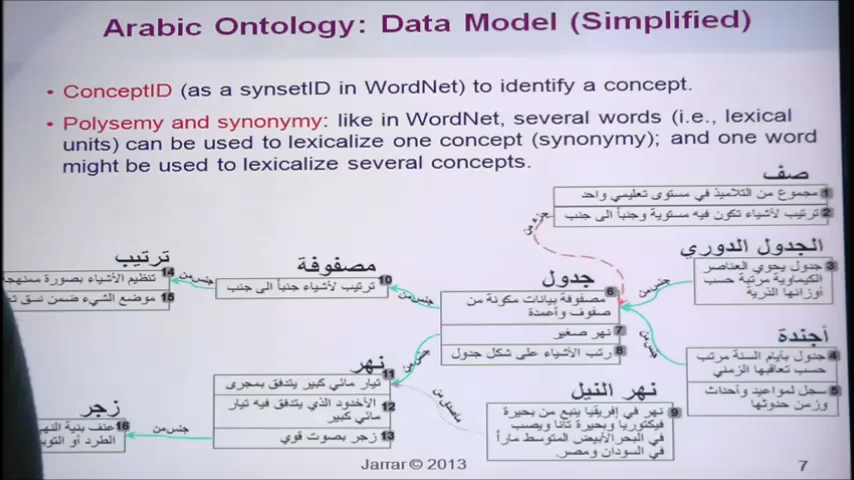 Arabic Ontology: Data Model (Simplified)
• ConceptID (as a synsetID in WordNet) to identify a concept.
• Polysemy and synonymy: like in WordNet, several words (i.e., lexical
units) can be used to lexicalize one concept (synonymy); and one word
might be used to lexicalize several concepts.
صف
1 مجموع من التلاميذ في مستوى تعليمي واحد
2 ترتيب لأشياء تكون فيه مستوية وجنباً الى جنب
جزء من
الجدول الدوري
3 جدول يحوي العناصر
الكيماوية مرتبة حسب
أوزانها الذرية
جنس من
أجندة
4 جدول بأيام السنة مرتب
حسب تعاقبها الزمني
5 سجل لمواعيد وأحداث
وزمن حدوثها
جنس من
جدول
6 مصفوفة بيانات مكونة من
صفوف وأعمدة
7 نهر صغير
8 رتب الأشياء على شكل جدول
جنس من
جنس من
نهر النيل
9 نهر في إفريقيا ينبع من بحيرة
فيكتوريا وبحيرة تانا ويصب
في البحر الأبيض المتوسط ماراً
في السودان ومصر.
مصفوفة
10 ترتيب لأشياء جنباً الى جنب
جنس من
نهر
11 تيار مائي كبير يتدفق بمجرى
12 الأخدود الذي يتدفق فيه تيار
مائي كبير
13 زجر بصوت قوي
جنس من
ترتيب
14 تنظيم الأشياء بصورة
15 موضع الشيء ضمن نسق
زجر
16 عنف بنية
الطرد أو
Jarrar © 2013
7